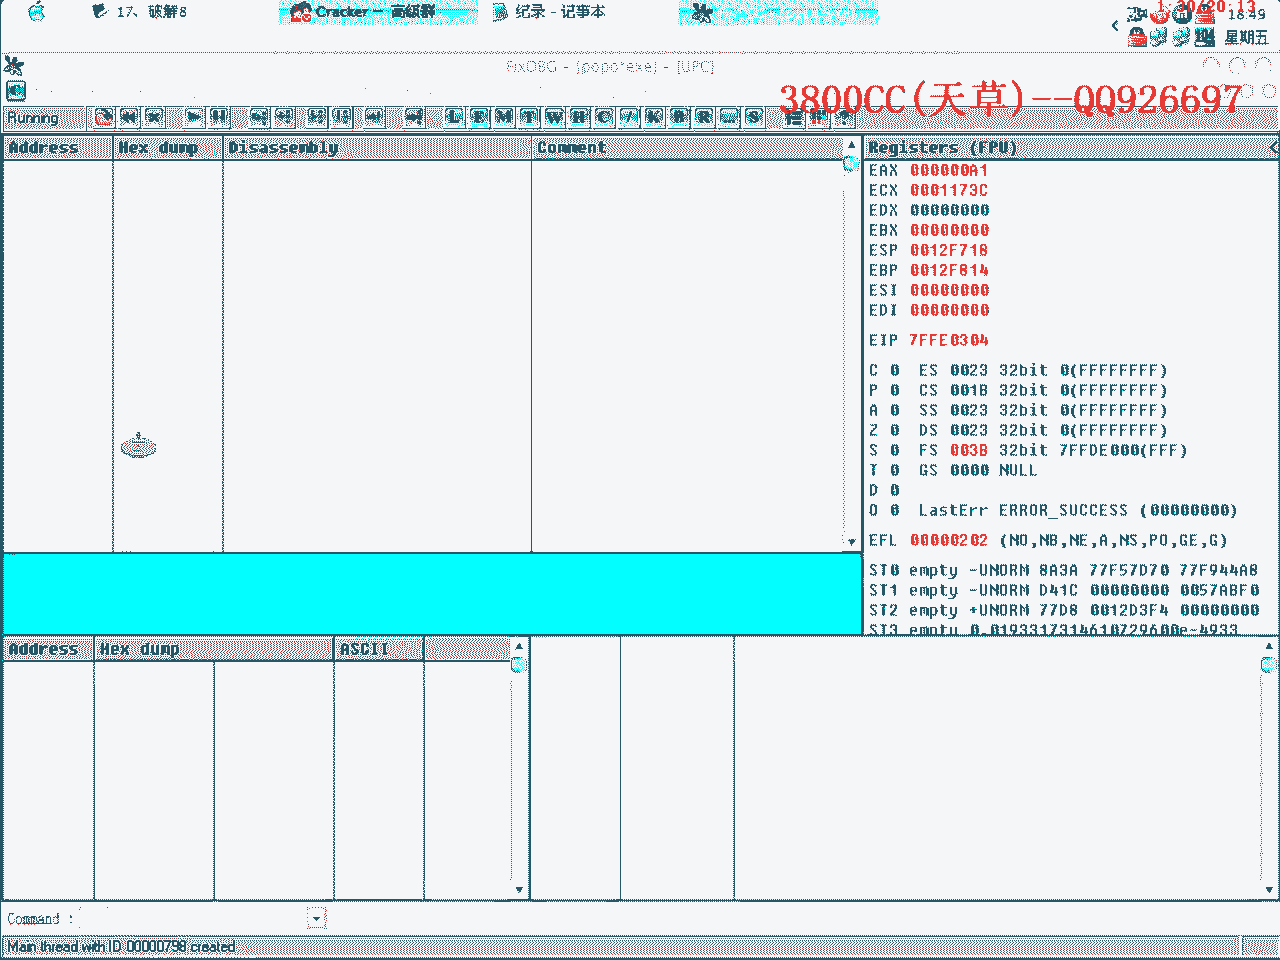 17、破解8
Cracker — 高级群
纪录 - 记事本
1:30/20:13
18:49
星期五
FixDBG - [popo*exe] - [UPC]
3800CC(天草)--QQ926697
Running
L E M T W H C / K B R ... S
Address Hex dump Disassembly Comment
Registers (FPU)
EAX 000000A1
ECX 0001173C
EDX 00000000
EBX 00000000
ESP 0012F718
EBP 0012F814
ESI 00000000
EDI 00000000
EIP 7FFE0304
C 0 ES 0023 32bit 0(FFFFFFFF)
P 0 CS 001B 32bit 0(FFFFFFFF)
A 0 SS 0023 32bit 0(FFFFFFFF)
Z 0 DS 0023 32bit 0(FFFFFFFF)
S 0 FS 003B 32bit 7FFDE000(FFF)
T 0 GS 0000 NULL
D 0
O 0 LastErr ERROR_SUCCESS (00000000)
EFL 00000202 (NO,NB,NE,A,NS,PO,GE,G)
ST0 empty -UNORM 8A3A 77F57D70 77F944A8
ST1 empty -UNORM D41C 00000000 0057ABF0
ST2 empty +UNORM 77D8 0012D3F4 00000000
ST3 empty 0.0193317314610729600e-4933
Address Hex dump ASCII
Command :
Main thread with ID 00000798 created